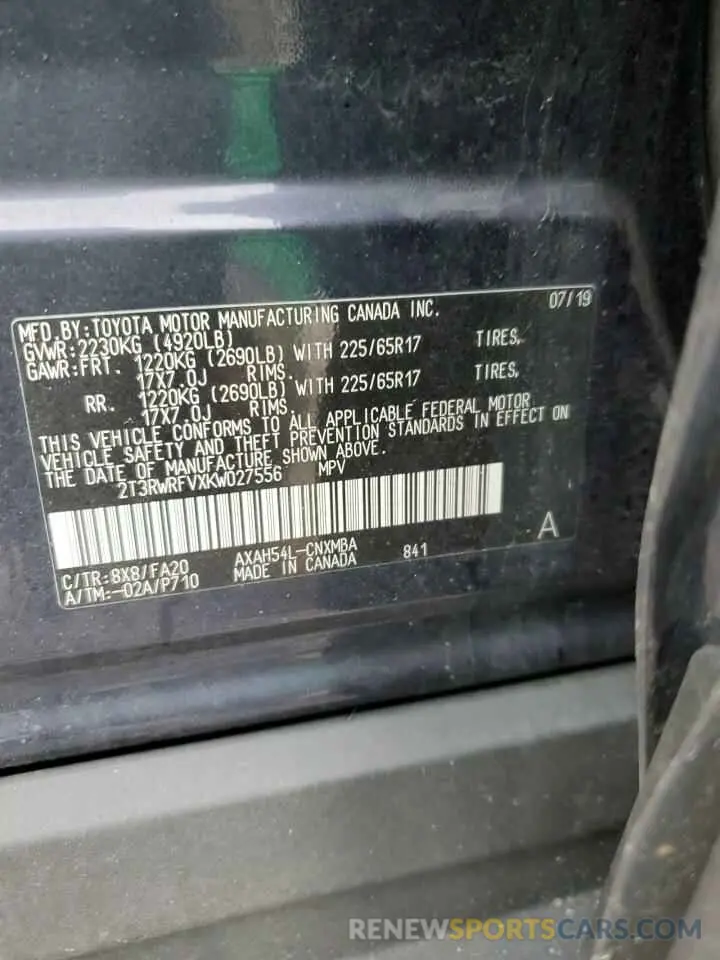 MFD.BY:TOYOTA MOTOR MANUFACTURING CANADA INC. 07/19
GVWR:2230KG (4920LB)
GAWR:FRT. 1220KG (2690LB) WITH 225/65R17 TIRES,
17X7.0J RIMS.
RR. 1220KG (2690LB) WITH 225/65R17 TIRES,
17X7.0J RIMS.
THIS VEHICLE CONFORMS TO ALL APPLICABLE FEDERAL MOTOR
VEHICLE SAFETY AND THEFT PREVENTION STANDARDS IN EFFECT ON
THE DATE OF MANUFACTURE SHOWN ABOVE.
2T3RWRFVXKW027556 MPV
A
C/TR:8X8/FA20 AXAH54L-CNXMBA 841
A/TM:-02A/P710 MADE IN CANADA
RENEWSPORTSCARS.COM